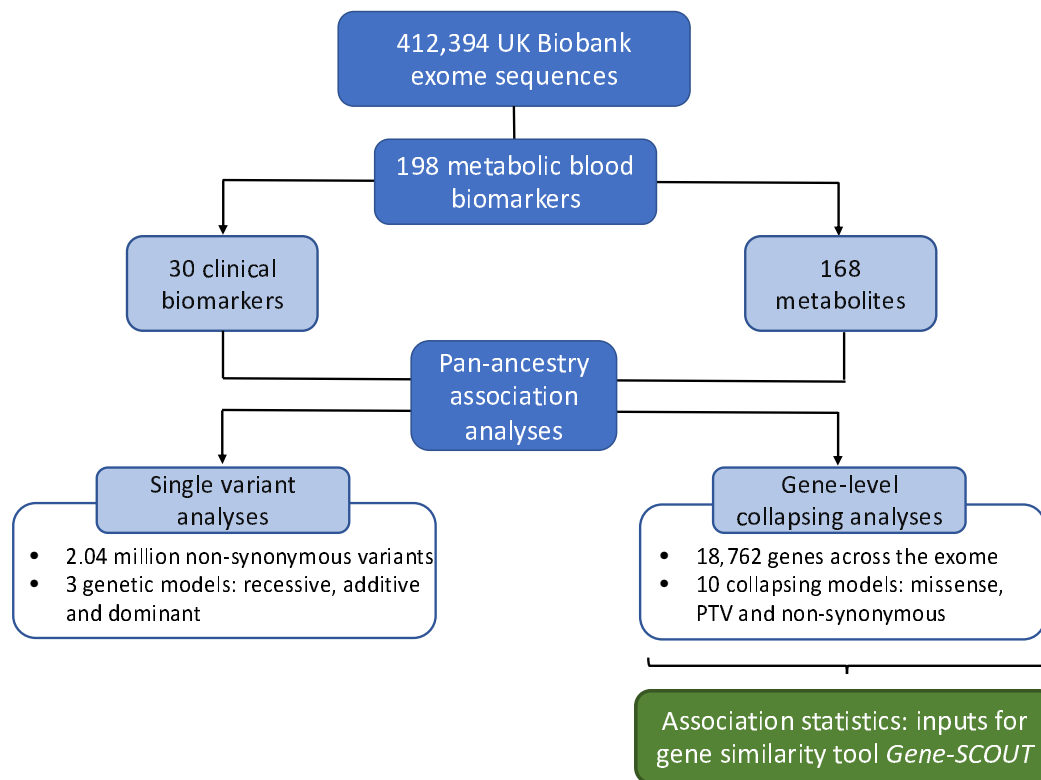 412,394 UK Biobank
exome sequences
198 metabolic blood
biomarkers
30 clinical
biomarkers
168
metabolites
Pan-ancestry
association
analyses
Single variant
analyses
• 2.04 million non-synonymous variants
• 3 genetic models: recessive, additive
and dominant
Gene-level
collapsing analyses
• 18,762 genes across the exome
• 10 collapsing models: missense,
PTV and non-synonymous
Association statistics: inputs for
gene similarity tool Gene-SCOUT